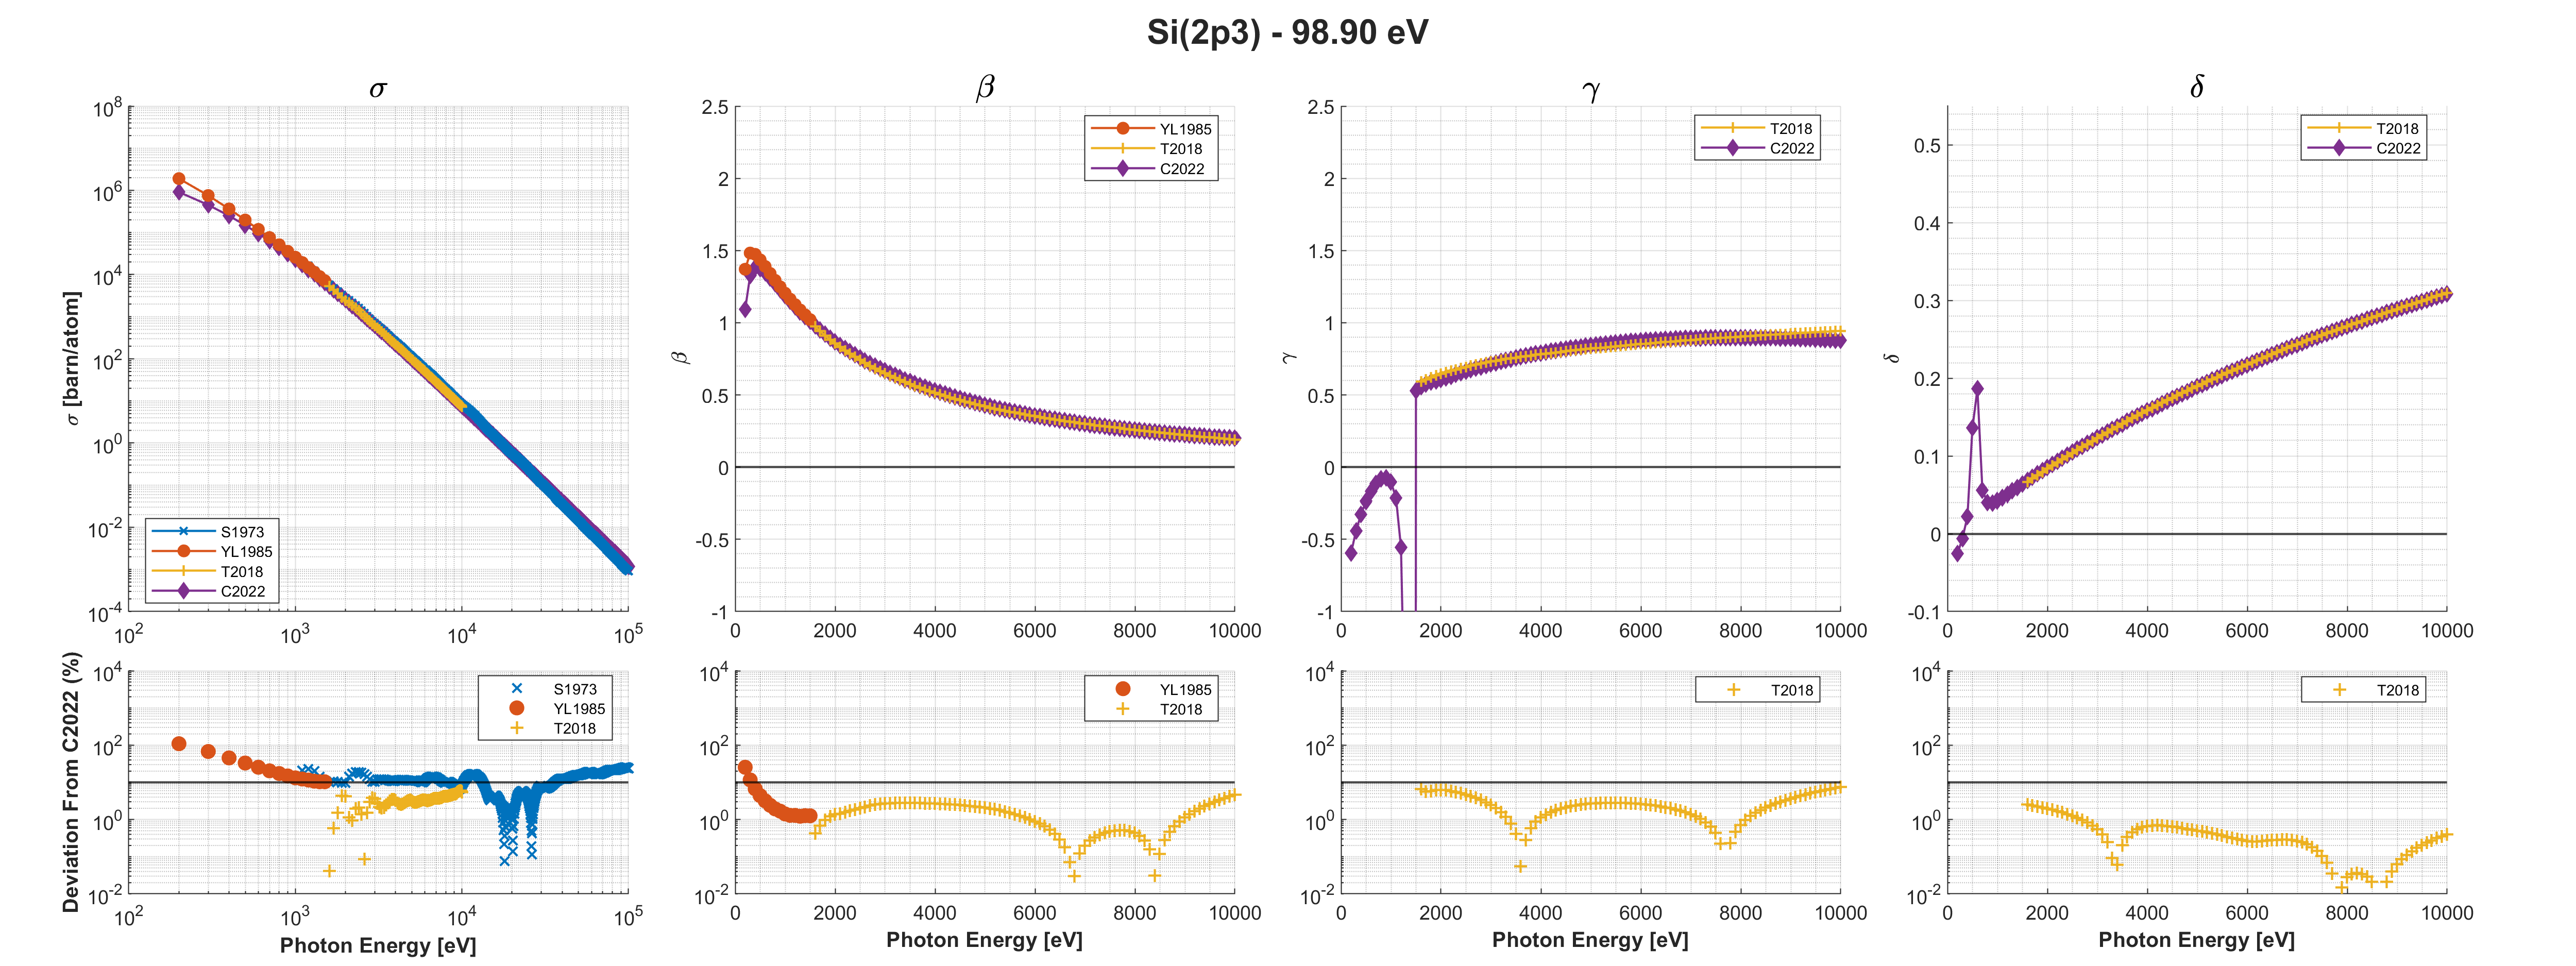 Si(2p3) - 98.90 eV
σ
β
γ
δ
σ [barn/atom]
10^8
10^6
10^4
10^2
10^0
10^-2
10^-4
10^2
10^3
10^4
10^5
S1973
YL1985
T2018
C2022
β
2.5
2
1.5
1
0.5
0
-0.5
-1
0
2000
4000
6000
8000
10000
YL1985
T2018
C2022
γ
2.5
2
1.5
1
0.5
0
-0.5
-1
0
2000
4000
6000
8000
10000
T2018
C2022
δ
0.5
0.4
0.3
0.2
0.1
0
-0.1
0
2000
4000
6000
8000
10000
T2018
C2022
Deviation From C2022 (%)
10^4
10^2
10^0
10^-2
10^2
10^3
10^4
10^5
S1973
YL1985
T2018
Photon Energy [eV]
10^4
10^2
10^0
10^-2
0
2000
4000
6000
8000
10000
YL1985
T2018
Photon Energy [eV]
10^4
10^2
10^0
10^-2
0
2000
4000
6000
8000
10000
T2018
Photon Energy [eV]
10^4
10^2
10^0
10^-2
0
2000
4000
6000
8000
10000
T2018
Photon Energy [eV]